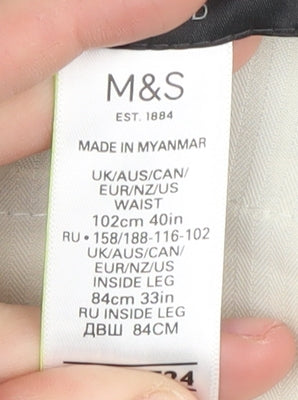 M&S
EST. 1884
MADE IN MYANMAR
UK/AUS/CAN/
EUR/NZ/US
WAIST
102cm 40in
RU • 158/188-116-102
UK/AUS/CAN/
EUR/NZ/US
INSIDE LEG
84cm 33in
RU INSIDE LEG
ДВШ 84CM